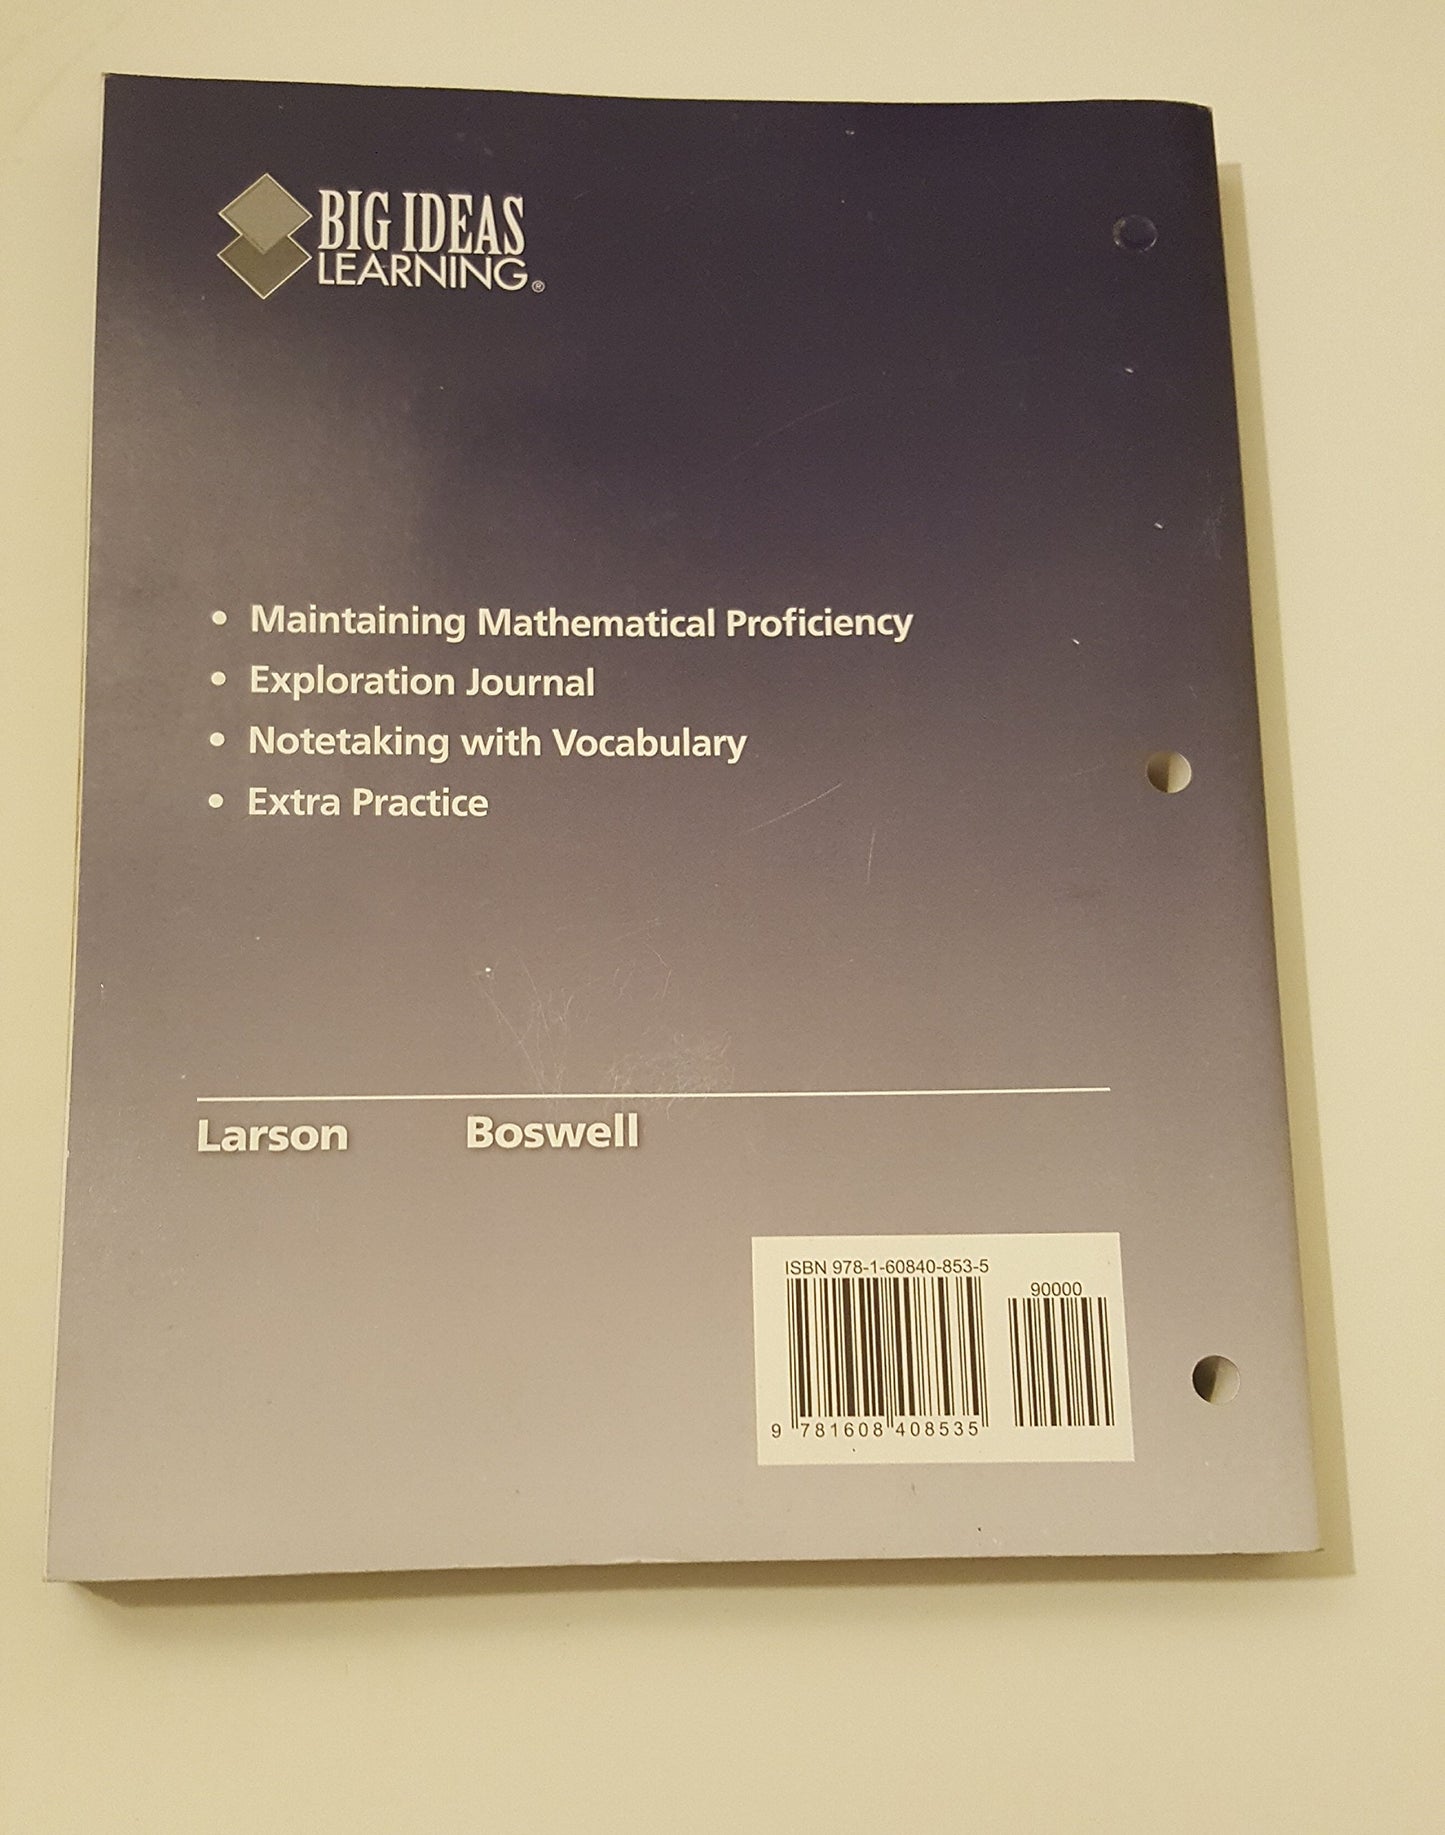 BIG IDEAS
LEARNING®
• Maintaining Mathematical Proficiency
• Exploration Journal
• Notetaking with Vocabulary
• Extra Practice
Larson Boswell
ISBN 978-1-60840-853-5
90000
9 781608 408535